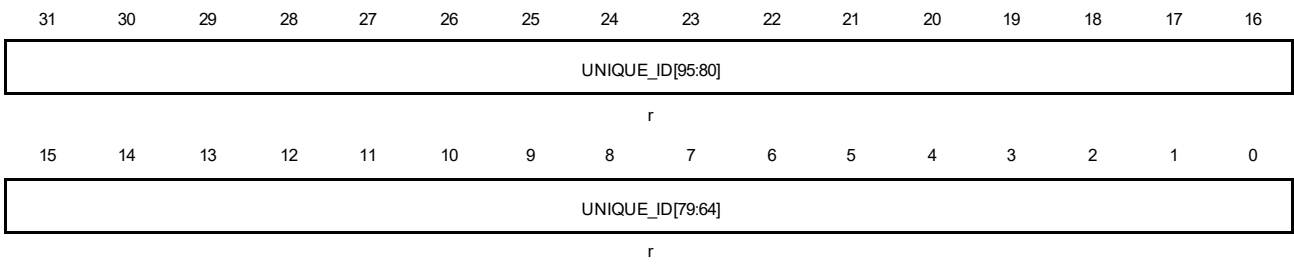 31 30 29 28 27 26 25 24 23 22 21 20 19 18 17 16
UNIQUE_ID[95:80]
r
15 14 13 12 11 10 9 8 7 6 5 4 3 2 1 0
UNIQUE_ID[79:64]
r